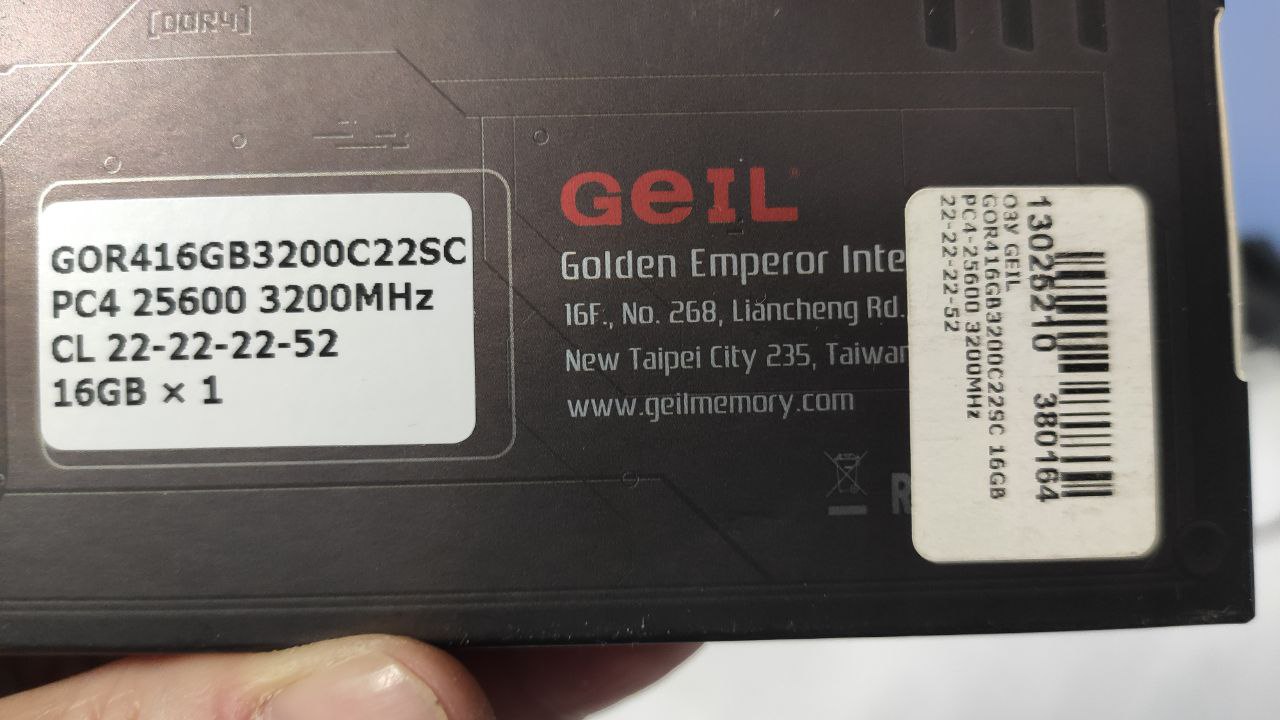 [DDR4]
GOR416GB3200C22SC
PC4 25600 3200MHz
CL 22-22-22-52
16GB × 1
GeIL
Golden Emperor Inte
16F., No. 268, Liancheng Rd.
New Taipei City 235, Taiwan
www.geilmemory.com
R
13025210 380164
ОЗУ GEIL
GOR416GB3200C22SC 16GB
PC4-25600 3200MHz
22-22-22-52